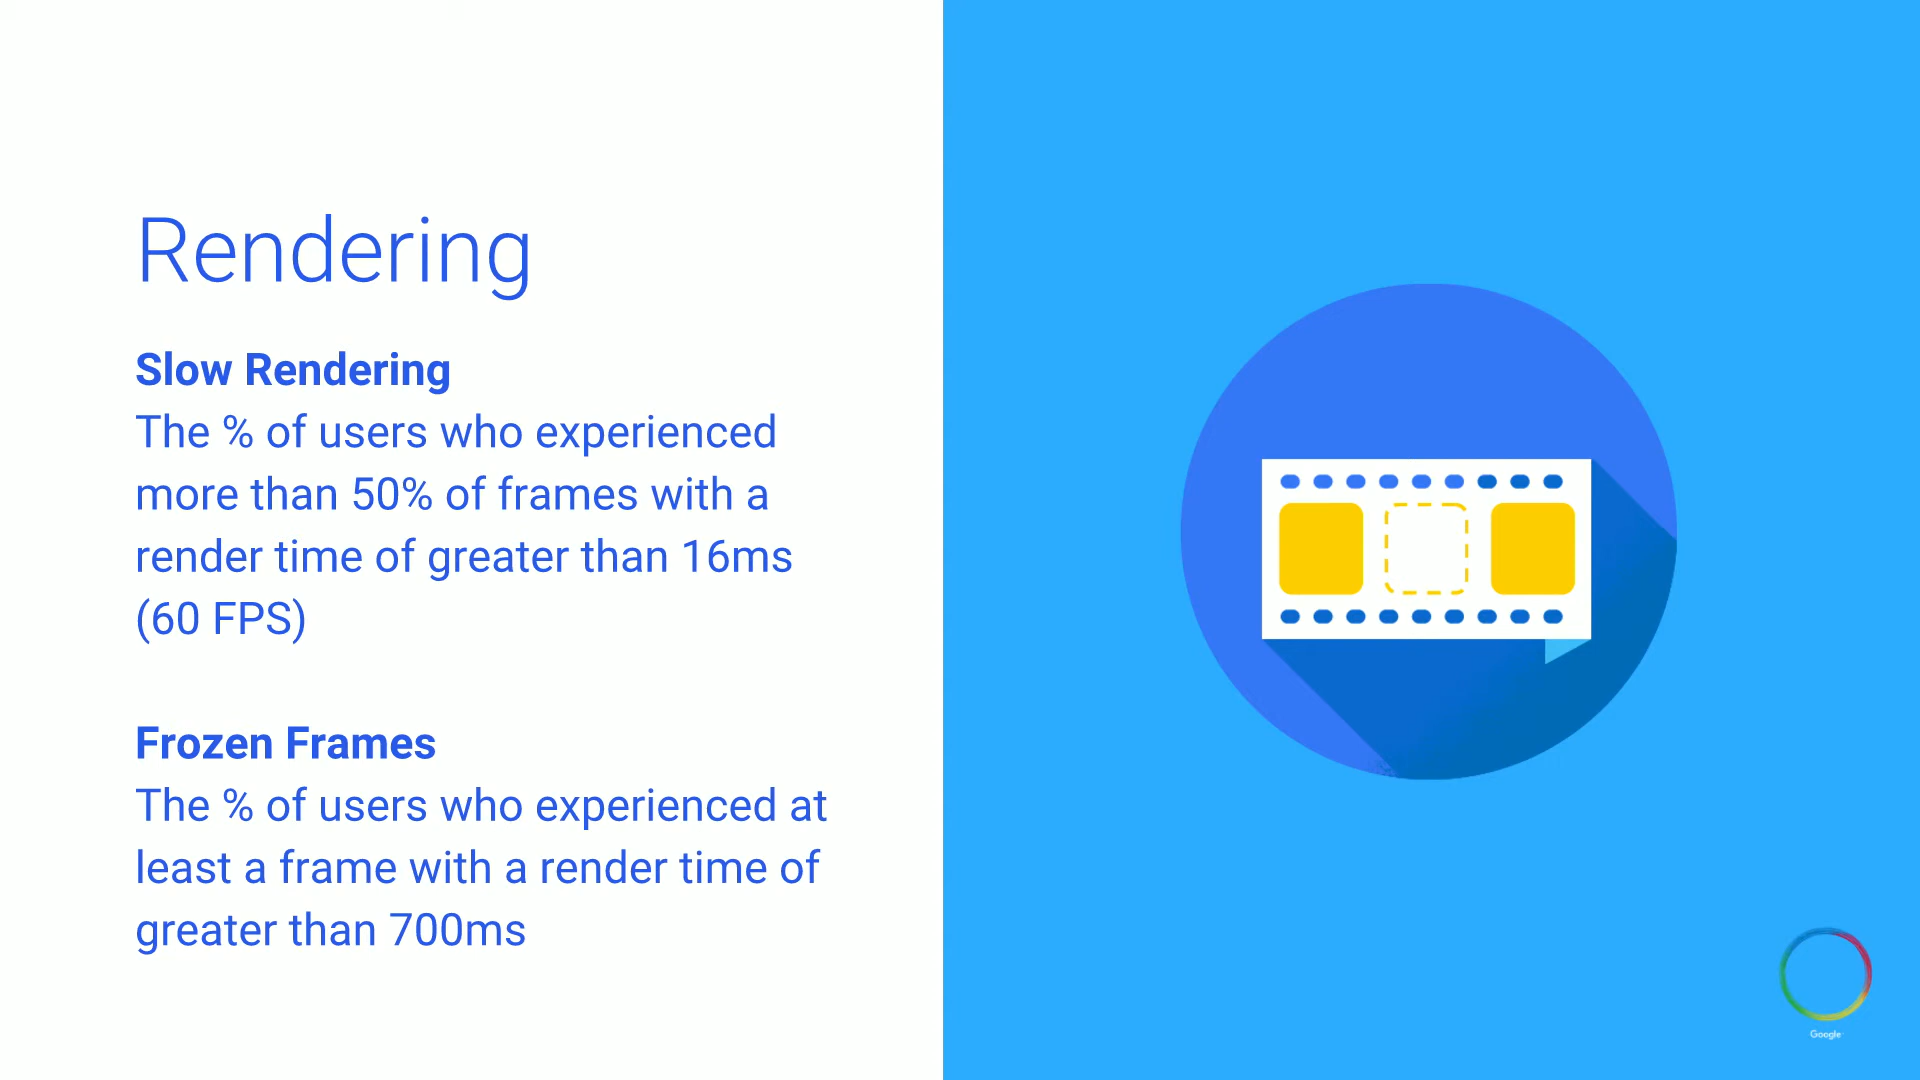 Rendering
Slow Rendering
The % of users who experienced
more than 50% of frames with a
render time of greater than 16ms
(60 FPS)
Frozen Frames
The % of users who experienced at
least a frame with a render time of
greater than 700ms
Google